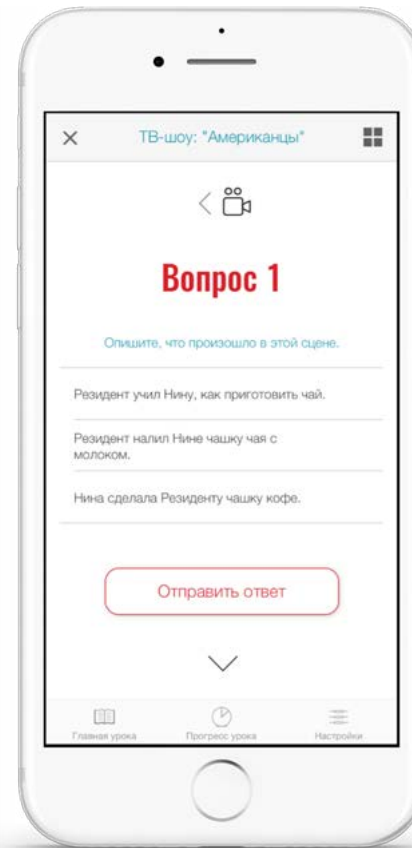 ТВ-шоу: "Американцы"
Вопрос 1
Опишите, что произошло в этой сцене.
Резидент учил Нину, как приготовить чай.
Резидент налил Нине чашку чая с
молоком.
Нина сделала Резиденту чашку кофе.
Отправить ответ
Главная урока
Прогресс урока
Настройки